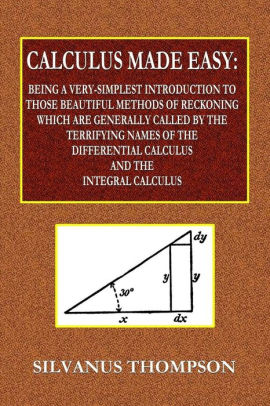 CALCULUS MADE EASY:
BEING A VERY-SIMPLEST INTRODUCTION TO
THOSE BEAUTIFUL METHODS OF RECKONING
WHICH ARE GENERALLY CALLED BY THE
TERRIFYING NAMES OF THE
DIFFERENTIAL CALCULUS
AND THE
INTEGRAL CALCULUS
dy
y y
30°
x dx
SILVANUS THOMPSON